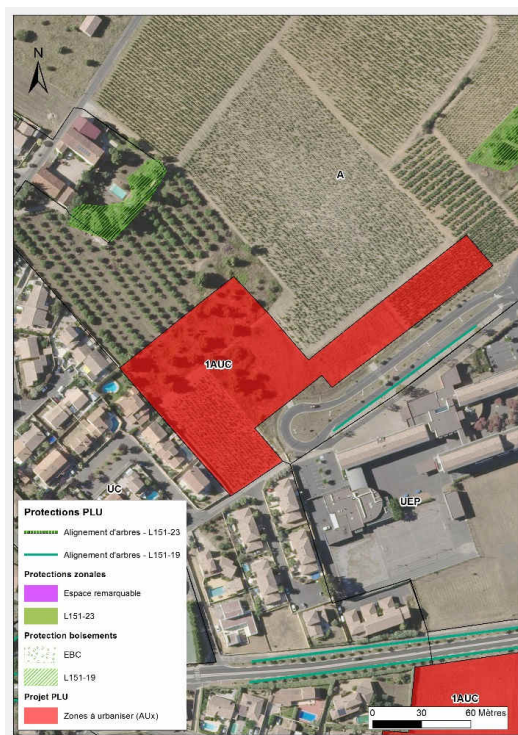 N
A
1AUC
UC
UEP
Protections PLU
Alignement d'arbres - L151-23
Alignement d'arbres - L151-19
Protections zonales
Espace remarquable
L151-23
Protection boisements
EBC
L151-19
Projet PLU
Zones à urbaniser (AUx)
1AUC
0 30 60 Mètres